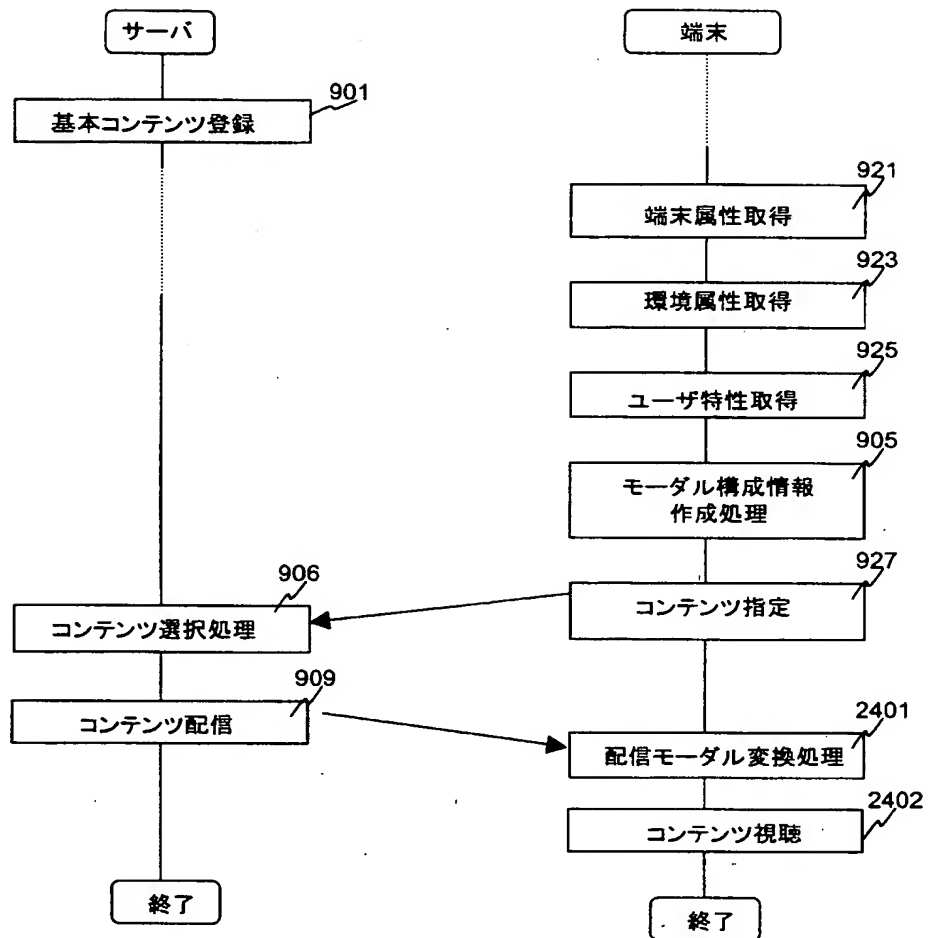 サーバ
端末
901
基本コンテンツ登録
921
端末属性取得
923
環境属性取得
925
ユーザ特性取得
905
モーダル構成情報
作成処理
906
927
コンテンツ選択処理
コンテンツ指定
909
コンテンツ配信
2401
配信モーダル変換処理
2402
コンテンツ視聴
終了
終了